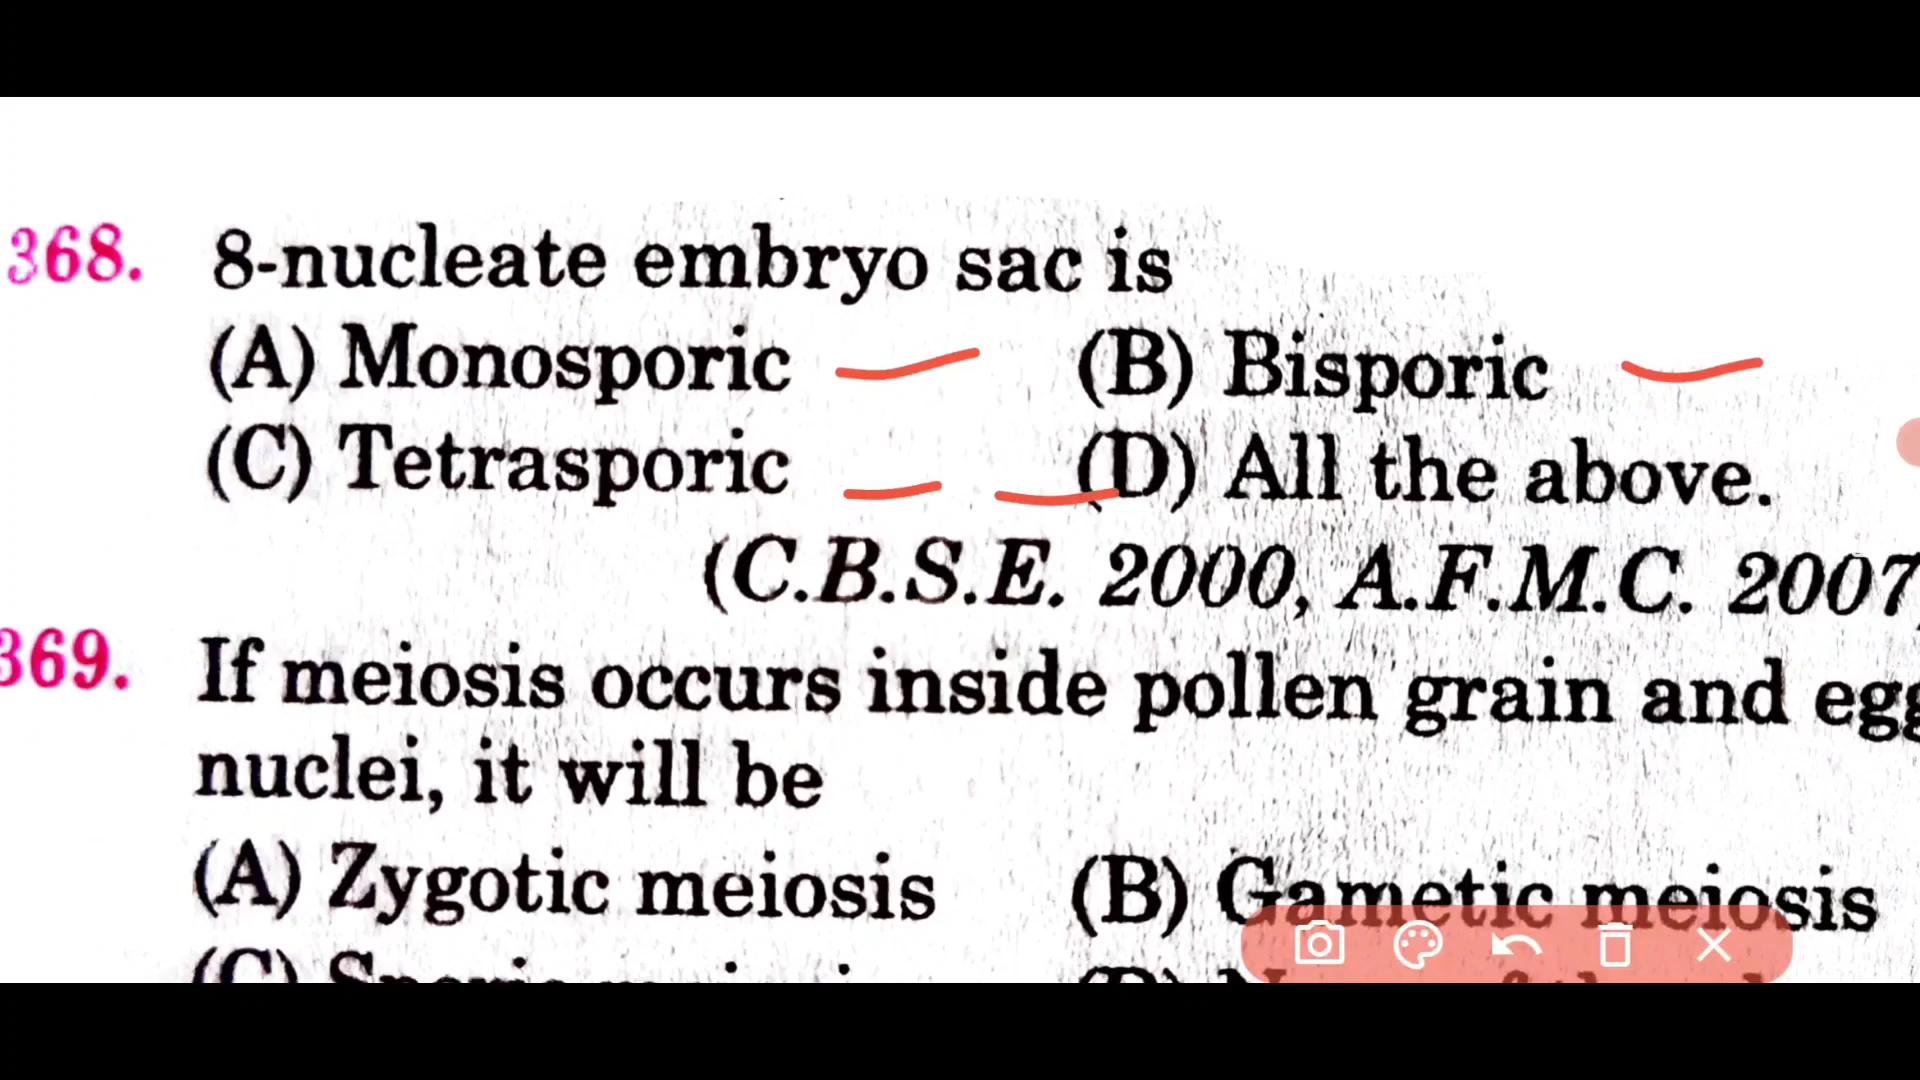 368. 8-nucleate embryo sac is
(A) Monosporic (B) Bisporic
(C) Tetrasporic (D) All the above.
(C.B.S.E. 2000, A.F.M.C. 2007
369. If meiosis occurs inside pollen grain and egg
nuclei, it will be
(A) Zygotic meiosis (B) Gametic meiosis
(C) (D)